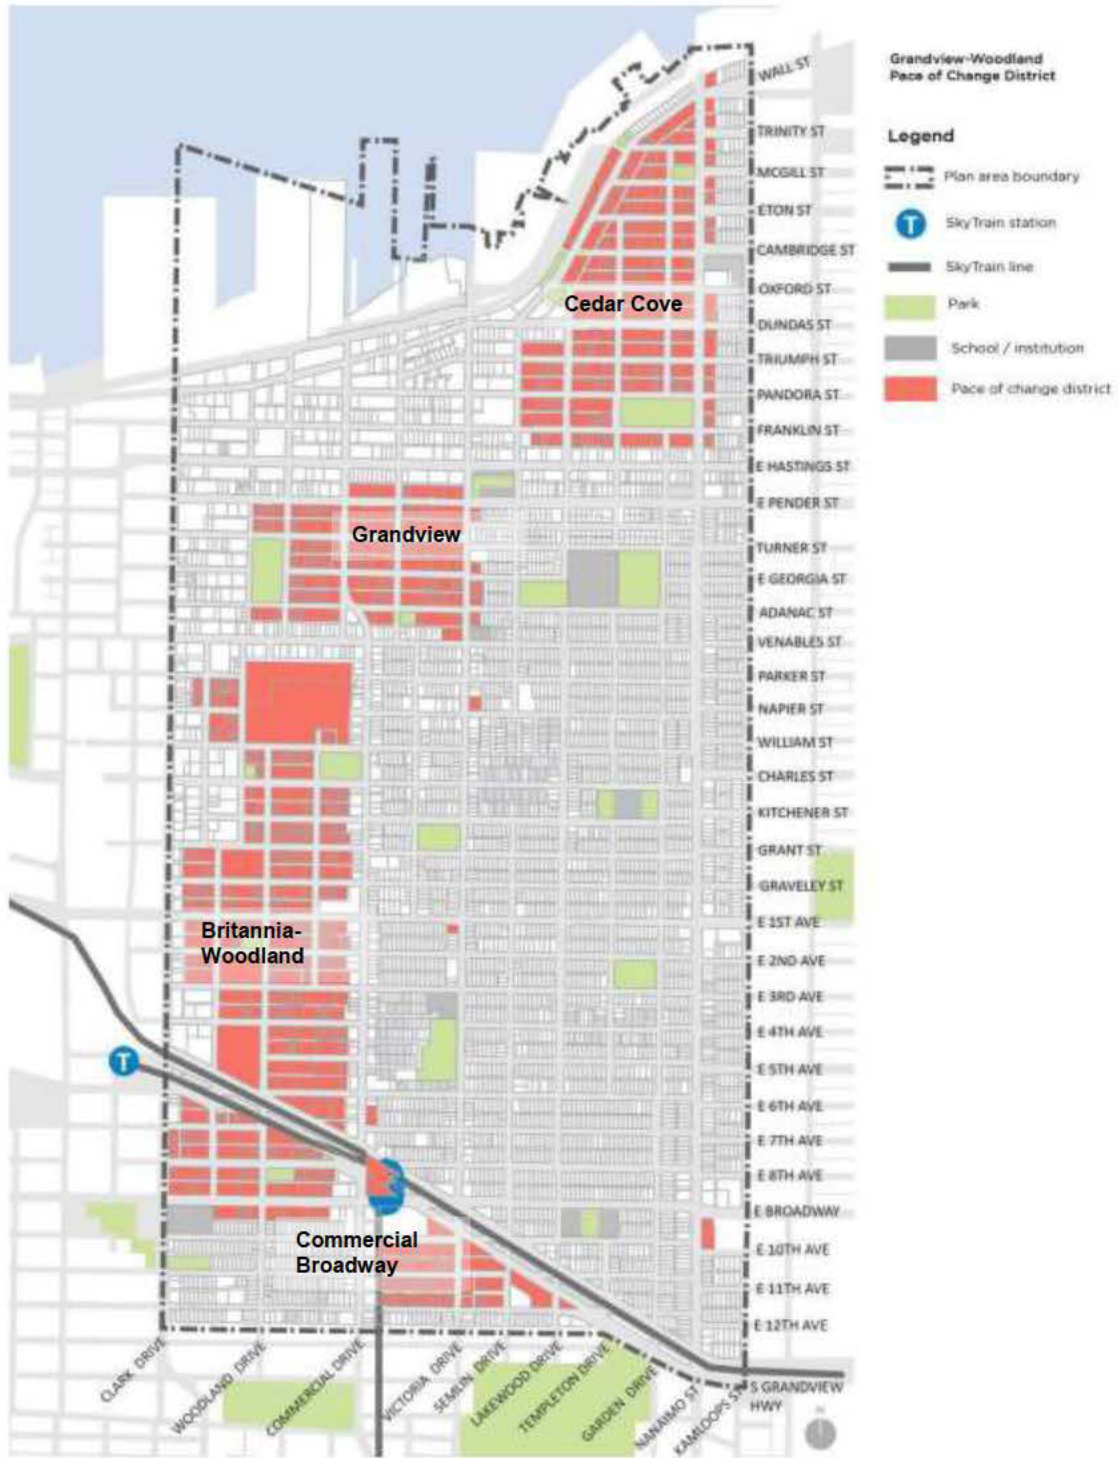 Grandview-Woodland
Pace of Change District
Legend
Plan area boundary
T
SkyTrain station
SkyTrain line
Park
School / institution
Pace of change district
WALL ST
TRINITY ST
MCGILL ST
ETON ST
CAMBRIDGE ST
OXFORD ST
DUNDAS ST
TRIUMPH ST
PANDORA ST
FRANKLIN ST
E HASTINGS ST
E PENDER ST
TURNER ST
E GEORGIA ST
ADANAC ST
VENABLES ST
PARKER ST
NAPIER ST
WILLIAM ST
CHARLES ST
KITCHENER ST
GRANT ST
GRAVELEY ST
E 1ST AVE
E 2ND AVE
E 3RD AVE
E 4TH AVE
E 5TH AVE
E 6TH AVE
E 7TH AVE
E 8TH AVE
E BROADWAY
E 10TH AVE
E 11TH AVE
E 12TH AVE
S GRANDVIEW
HWY
Cedar Cove
Grandview
Britannia-
Woodland
T
Commercial
Broadway
CLARK DRIVE
WOODLAND DRIVE
COMMERCIAL DRIVE
VICTORIA DRIVE
SEMLIN DRIVE
LAKEWOOD DRIVE
TEMPLETON DRIVE
GARDEN DRIVE
NANAIMO ST
KAMLOOPS ST
N